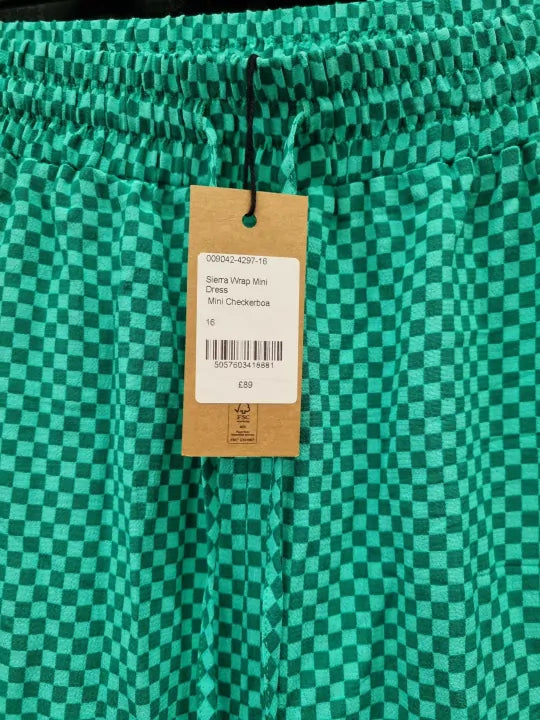 009042-4297-16
Sierra Wrap Mini
Dress
Mini Checkerboa
16
5057603418881
£89
FSC